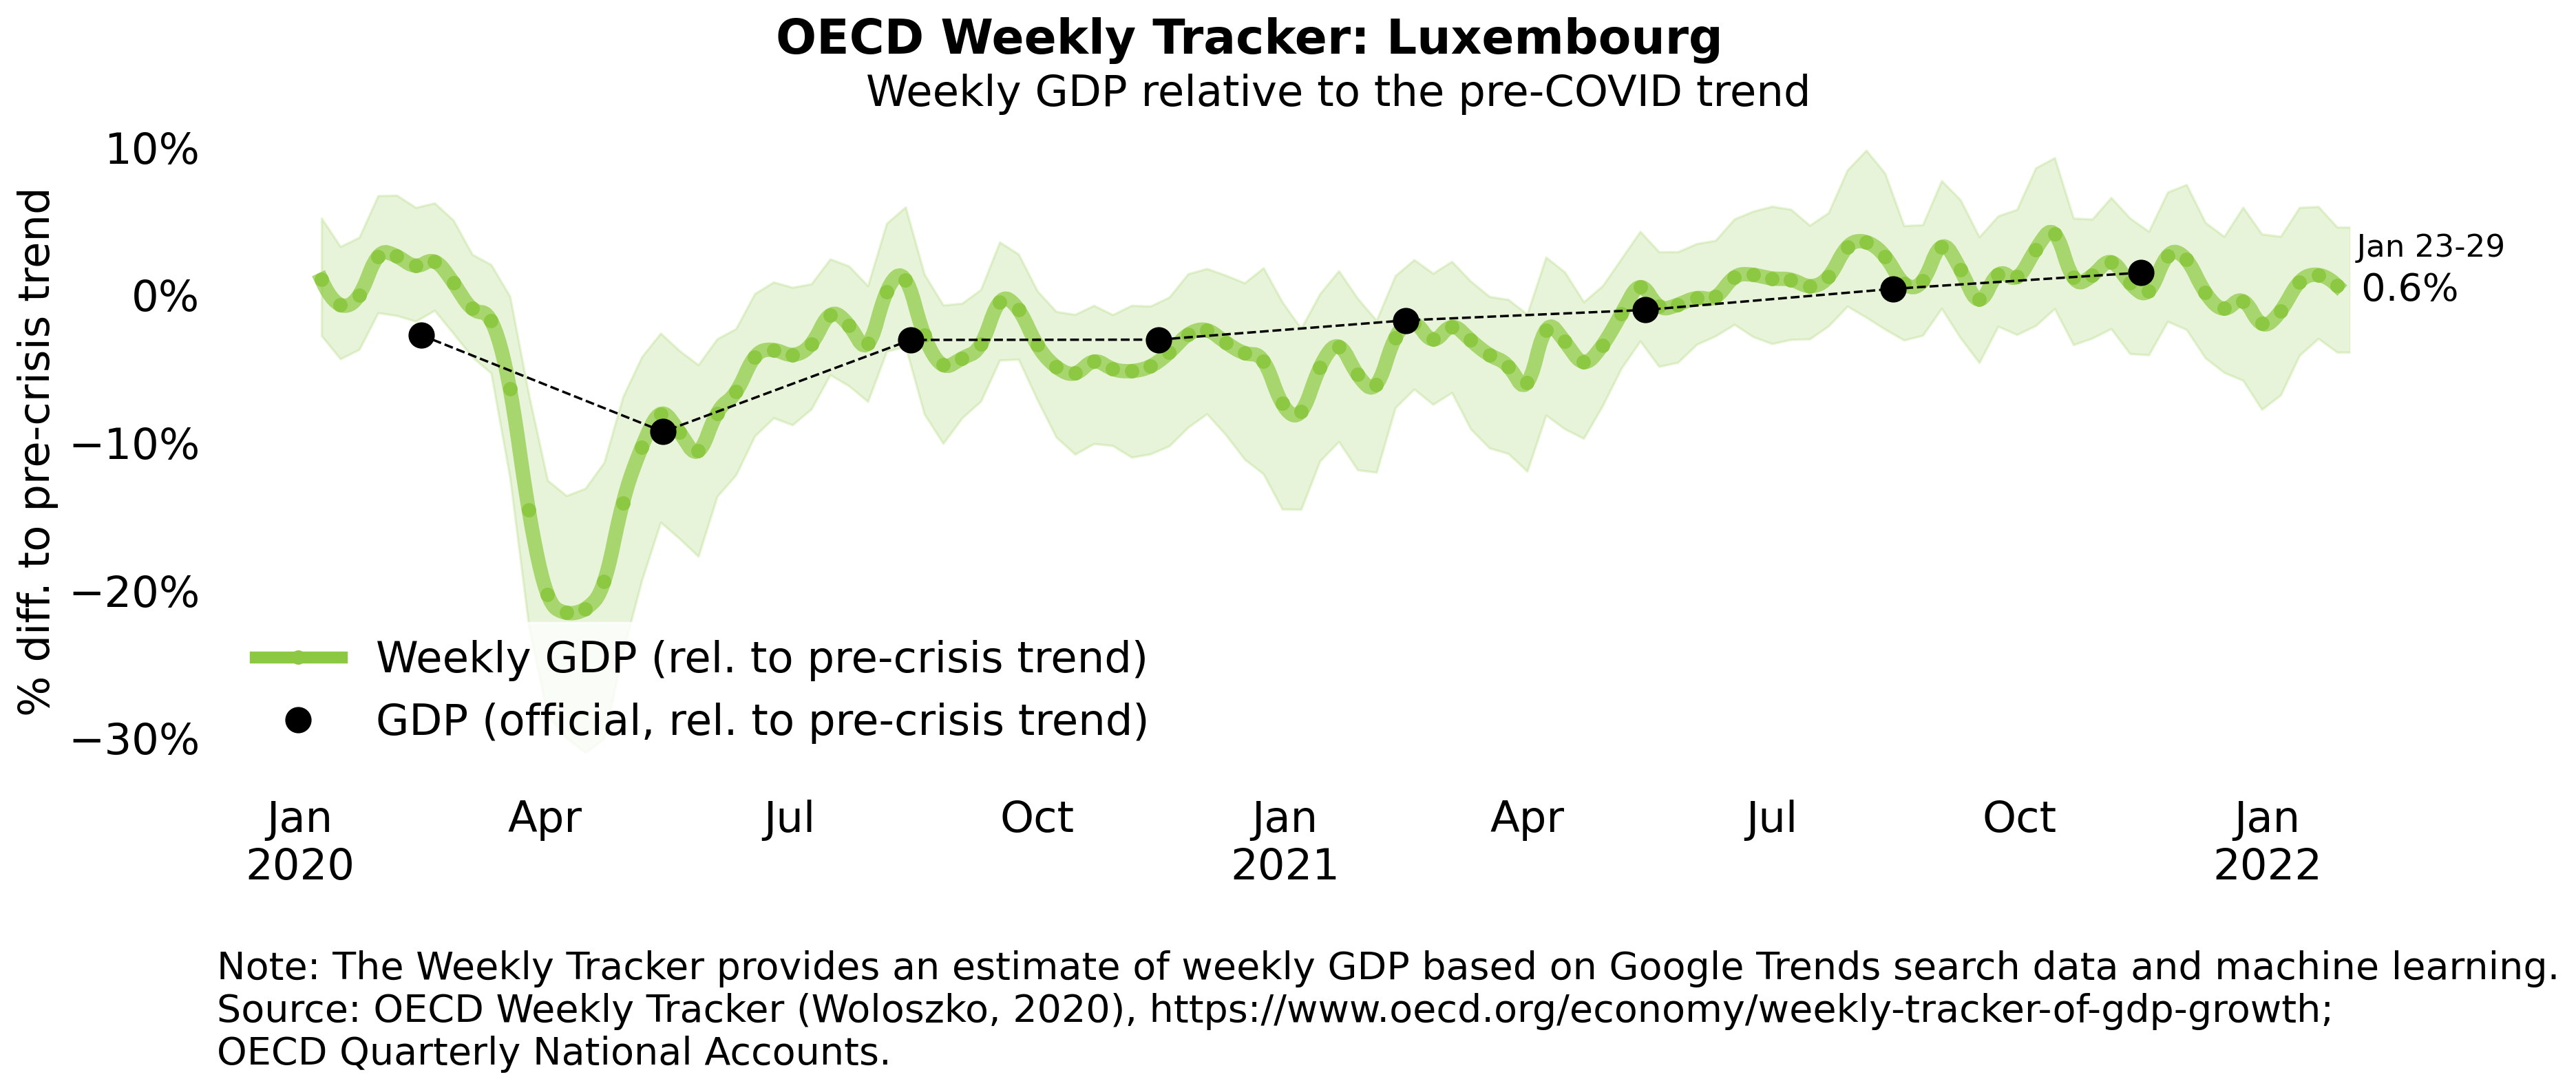 OECD Weekly Tracker: Luxembourg
Weekly GDP relative to the pre-COVID trend
% diff. to pre-crisis trend
10%
0%
−10%
−20%
−30%
Jan 23-29
0.6%
Weekly GDP (rel. to pre-crisis trend)
GDP (official, rel. to pre-crisis trend)
Jan Apr Jul Oct Jan Apr Jul Oct Jan
2020 2021 2022
Note: The Weekly Tracker provides an estimate of weekly GDP based on Google Trends search data and machine learning.
Source: OECD Weekly Tracker (Woloszko, 2020), https://www.oecd.org/economy/weekly-tracker-of-gdp-growth;
OECD Quarterly National Accounts.